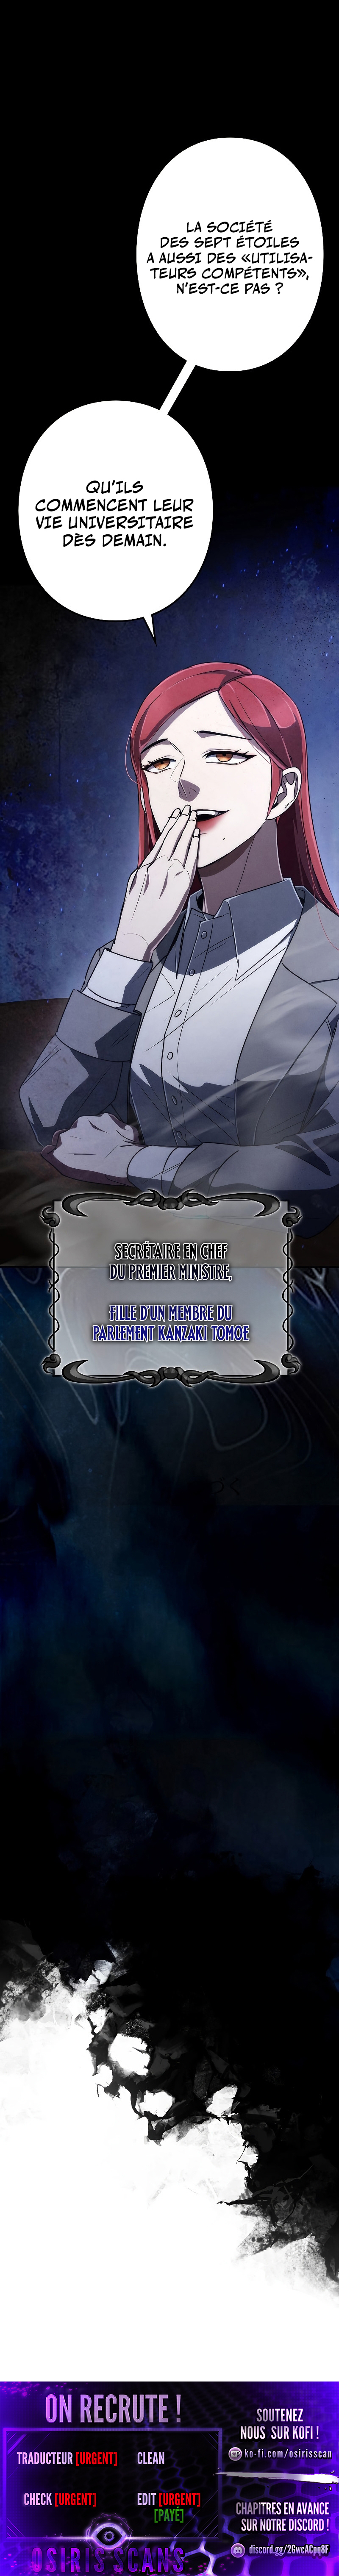 LA SOCIÉTÉ
DES SEPT ÉTOILES
A AUSSI DES «UTILISA-
TEURS COMPÉTENTS»,
N'EST-CE PAS ?
QU'ILS
COMMENCENT LEUR
VIE UNIVERSITAIRE
DÈS DEMAIN.
SECRÉTAIRE EN CHEF
DU PREMIER MINISTRE,
FILLE D'UN MEMBRE DU
PARLEMENT KANZAKI TOMOE
ON RECRUTE !
TRADUCTEUR [URGENT]
CLEAN
CHECK [URGENT]
EDIT [URGENT]
[PAYÉ]
OSIRIS SCANS
SOUTENEZ
NOUS SUR KOFI !
ko-fi.com/osirisscan
CHAPITRES EN AVANCE
SUR NOTRE DISCORD !
discord.gg/2GwcACpq8F